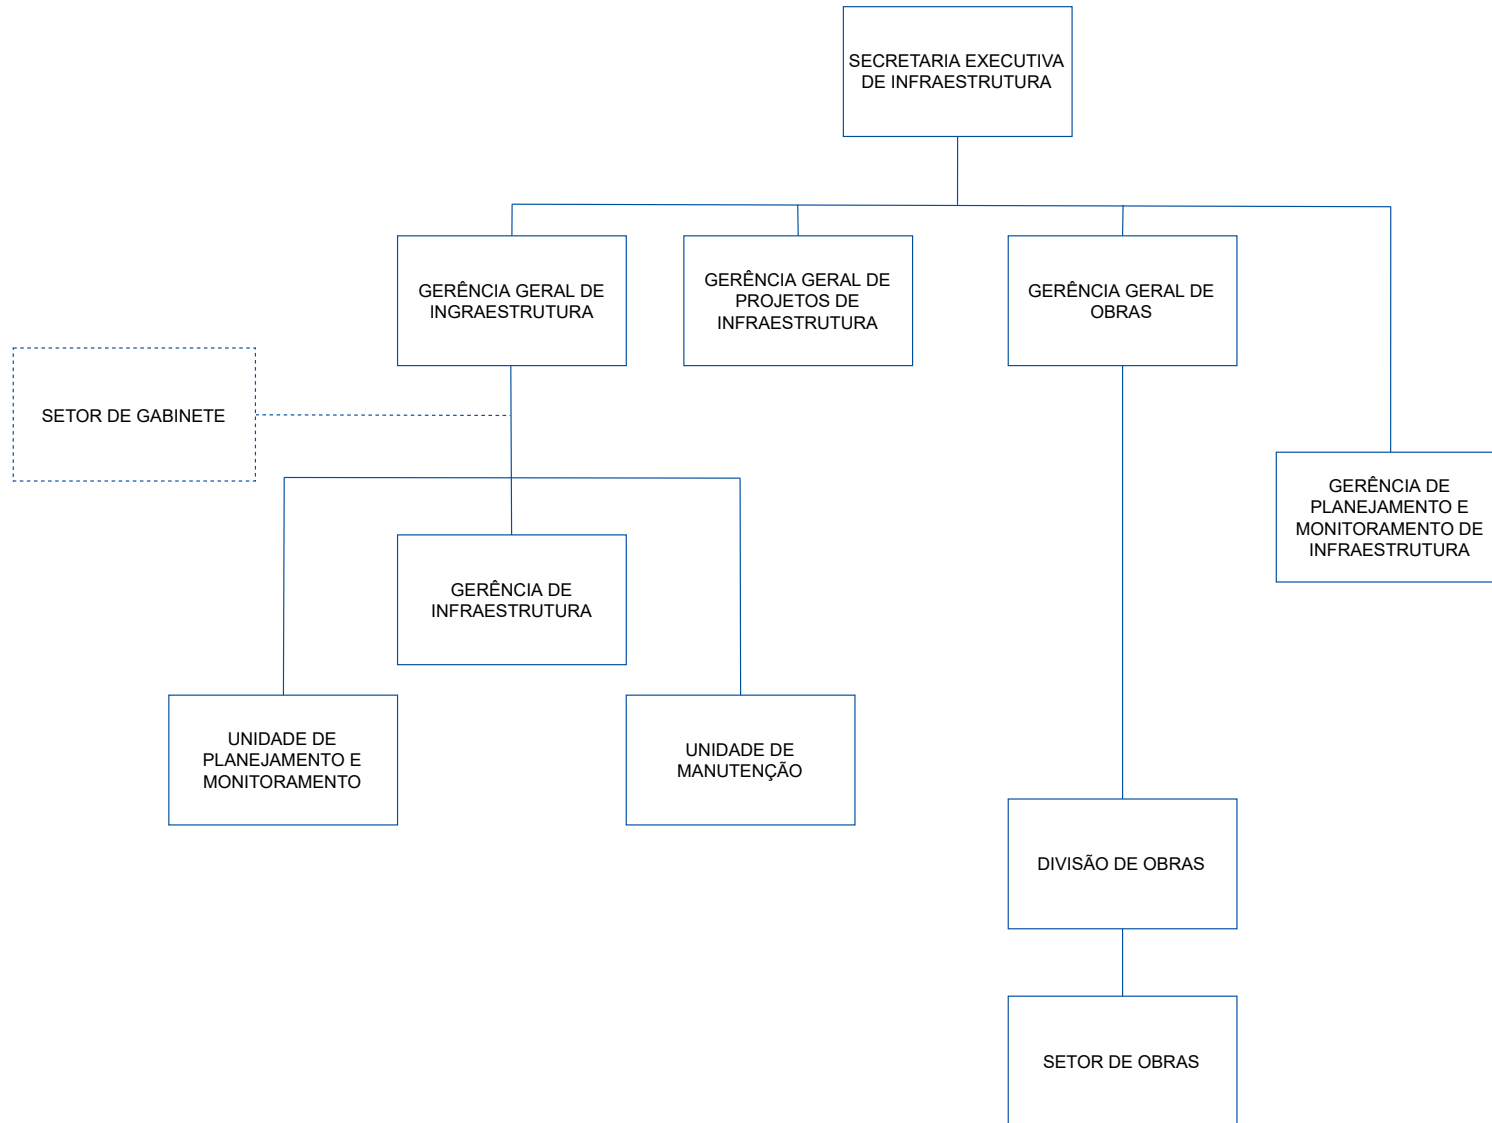 SECRETARIA EXECUTIVA
DE INFRAESTRUTURA
GERÊNCIA GERAL DE
INGRAESTRUTURA
GERÊNCIA GERAL DE
PROJETOS DE
INFRAESTRUTURA
GERÊNCIA GERAL DE
OBRAS
SETOR DE GABINETE
GERÊNCIA DE
PLANEJAMENTO E
MONITORAMENTO DE
INFRAESTRUTURA
GERÊNCIA DE
INFRAESTRUTURA
UNIDADE DE
PLANEJAMENTO E
MONITORAMENTO
UNIDADE DE
MANUTENÇÃO
DIVISÃO DE OBRAS
SETOR DE OBRAS